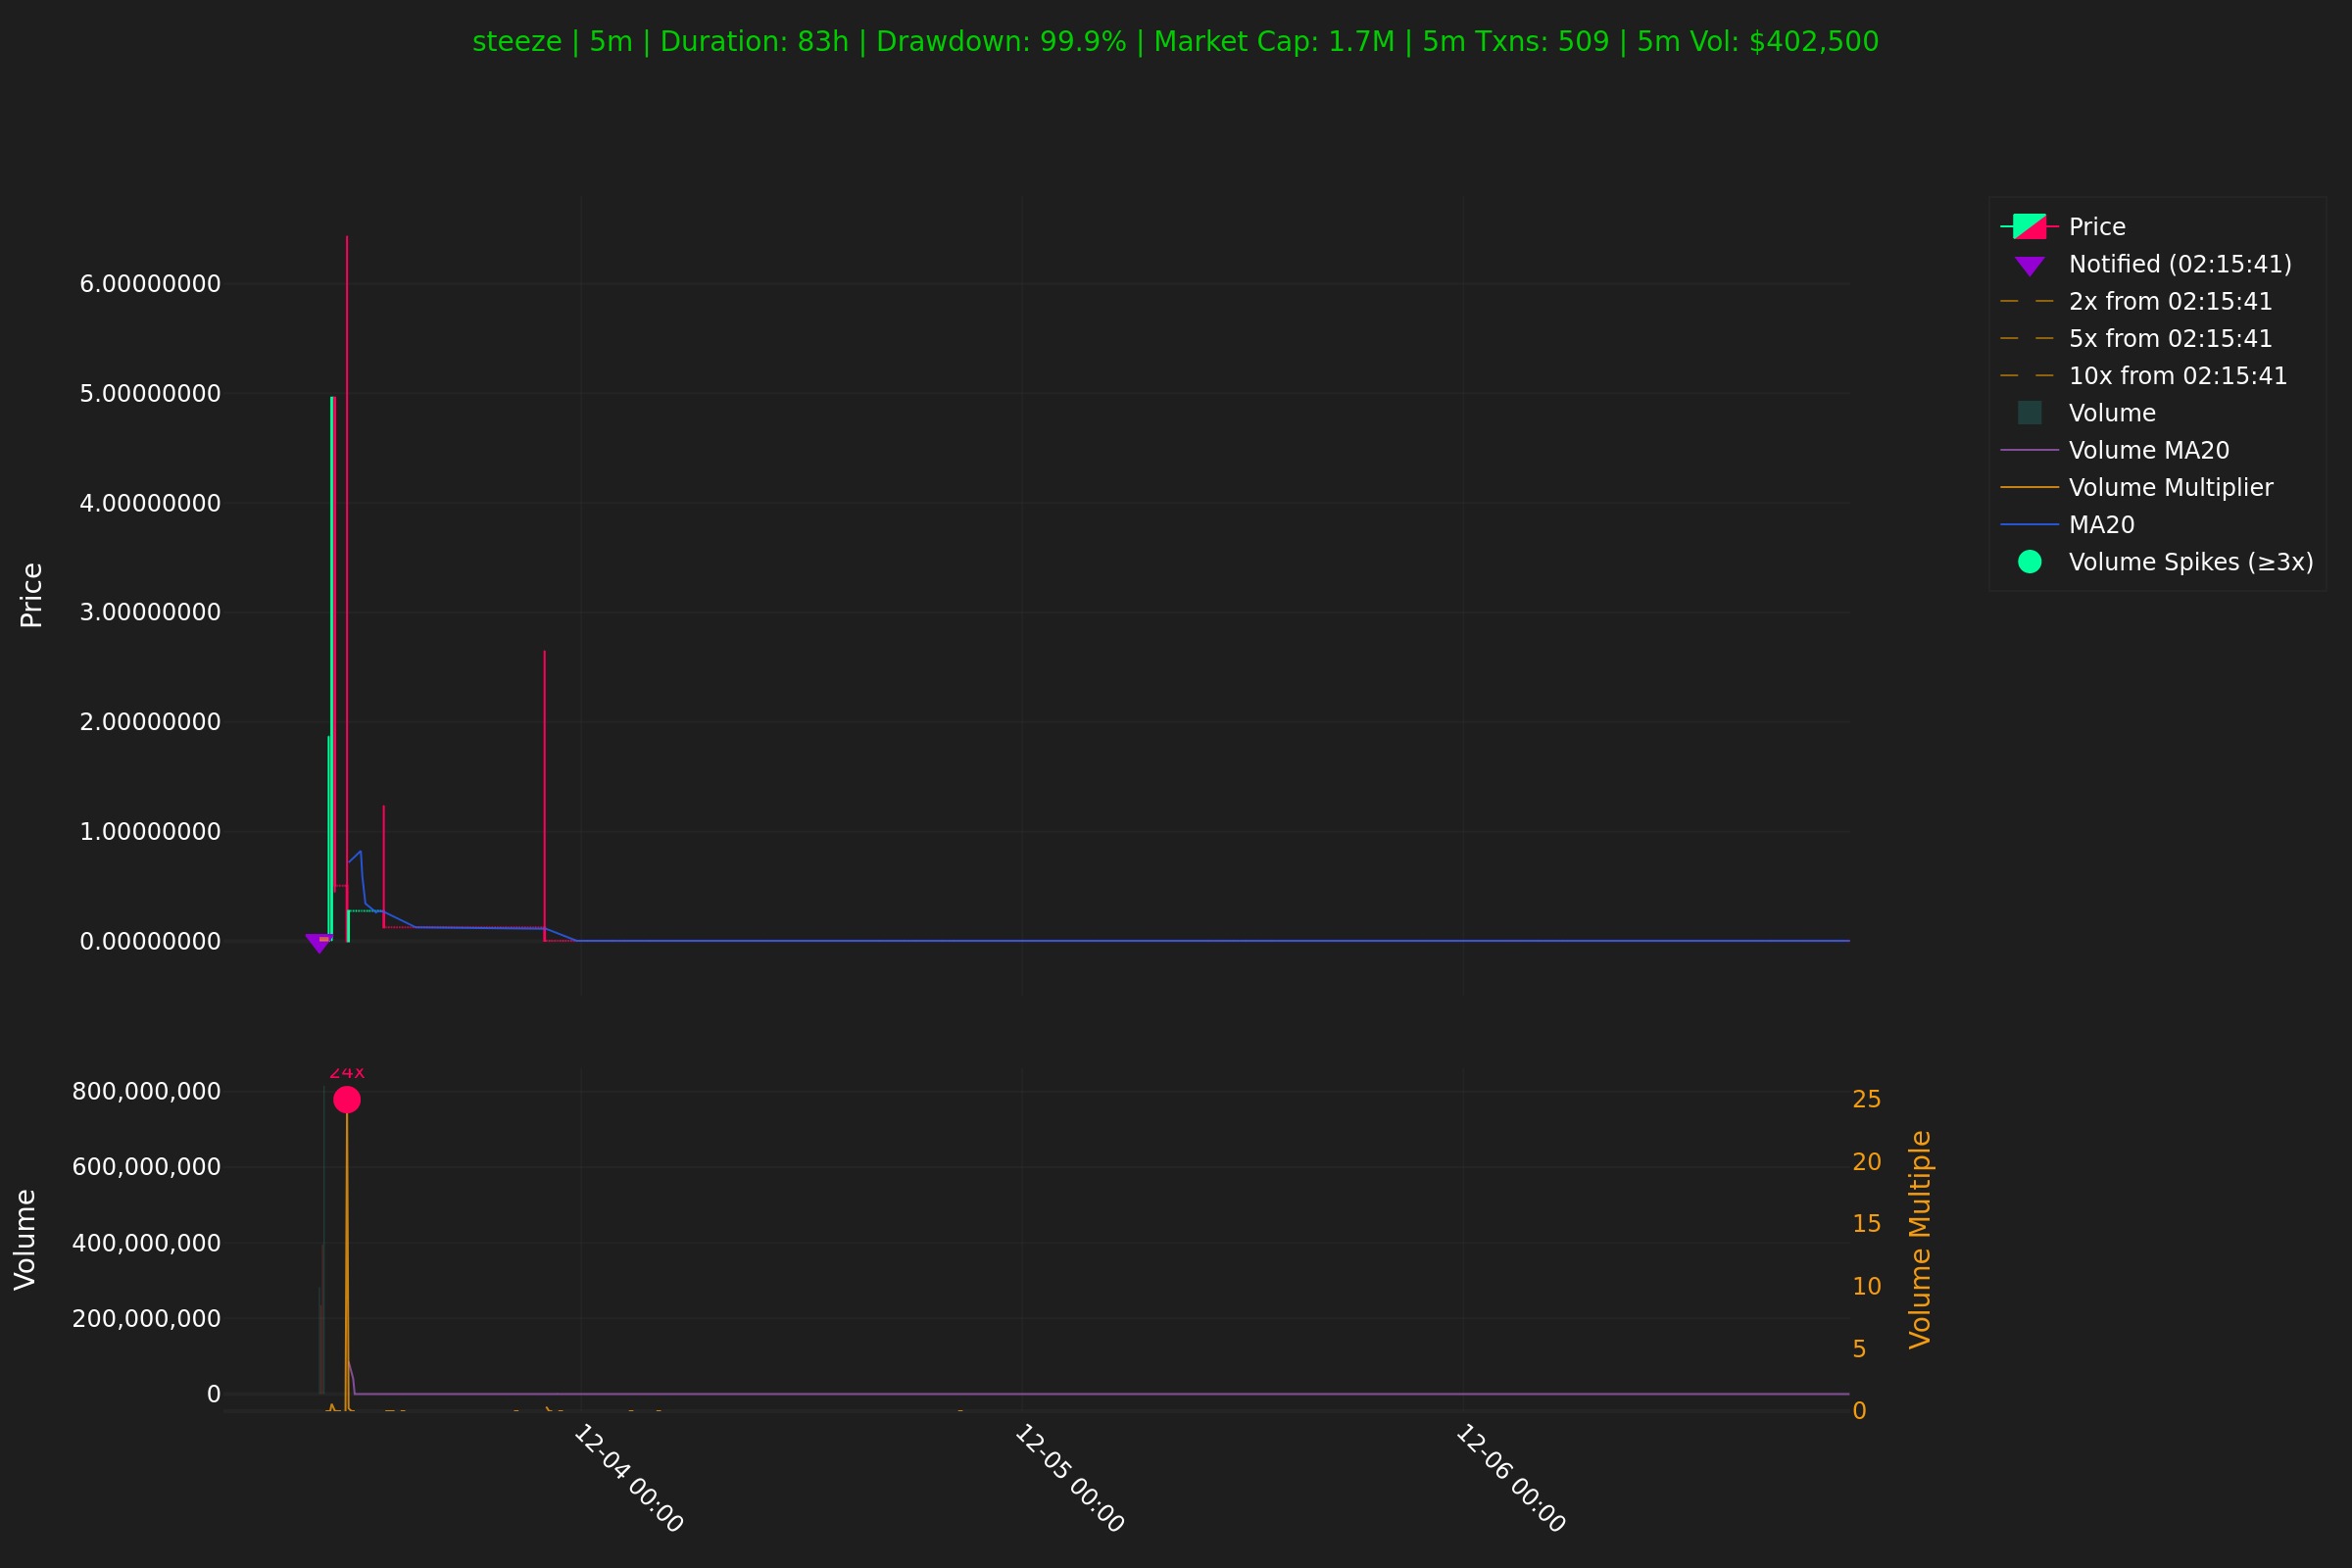 steeze | 5m | Duration: 83h | Drawdown: 99.9% | Market Cap: 1.7M | 5m Txns: 509 | 5m Vol: $402,500
Price
6.00000000
5.00000000
4.00000000
3.00000000
2.00000000
1.00000000
0.00000000
Price
Notified (02:15:41)
2x from 02:15:41
5x from 02:15:41
10x from 02:15:41
Volume
Volume MA20
Volume Multiplier
MA20
Volume Spikes (≥3x)
24x
Volume
800,000,000
600,000,000
400,000,000
200,000,000
0
25
20
15
10
5
0
Volume Multiple
12-04 00:00
12-05 00:00
12-06 00:00